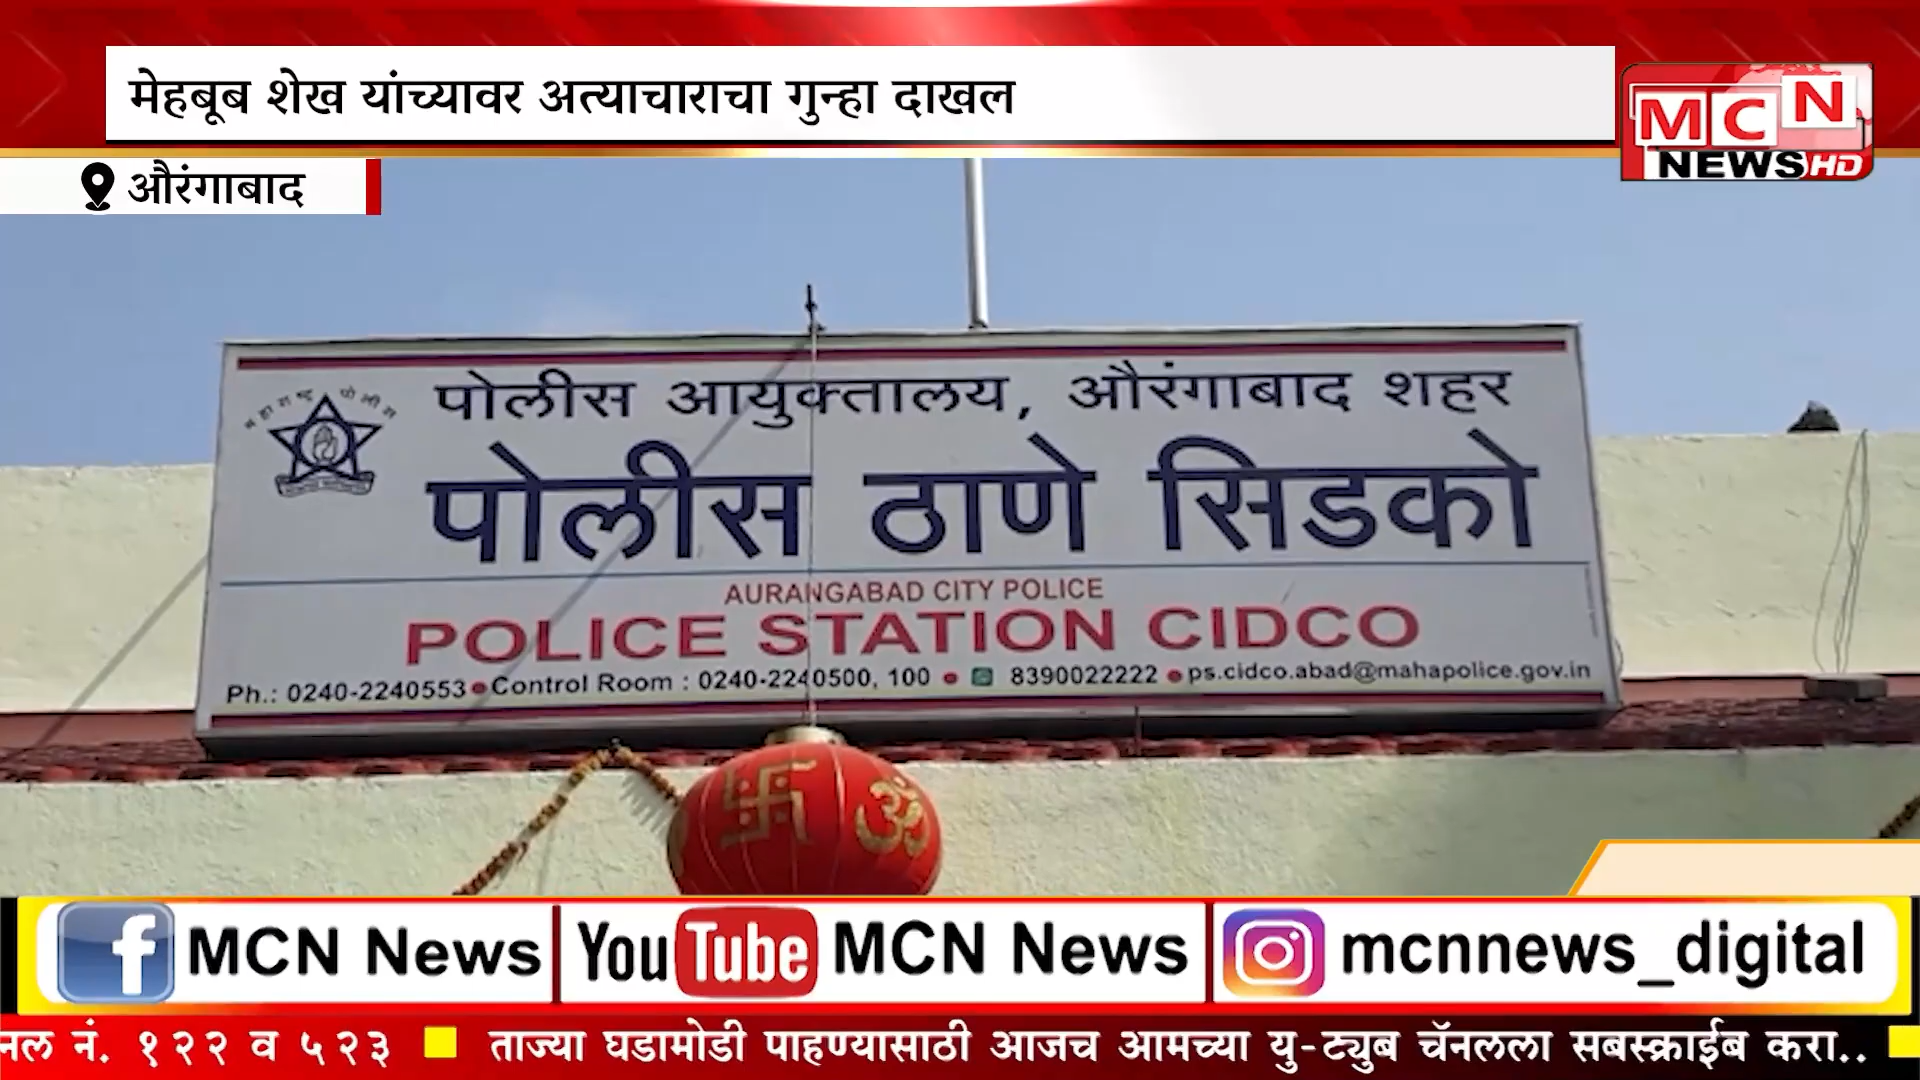 मेहबूब शेख यांच्यावर अत्याचाराचा गुन्हा दाखल
MCN
NEWS HD
औरंगाबाद
महाराष्ट्र पोलीस
पोलीस आयुक्तालय, औरंगाबाद शहर
पोलीस ठाणे सिडको
AURANGABAD CITY POLICE
POLICE STATION CIDCO
Ph.: 0240-2240553 ● Control Room : 0240-2240500, 100 ● 8390022222 ● ps.cidco.abad@mahapolice.gov.in
卐 ॐ
f MCN News YouTube MCN News mcnnews_digital
नल नं. १२२ व ५२३ ताज्या घडामोडी पाहण्यासाठी आजच आमच्या यु-ट्युब चॅनलला सबस्क्राईब करा..